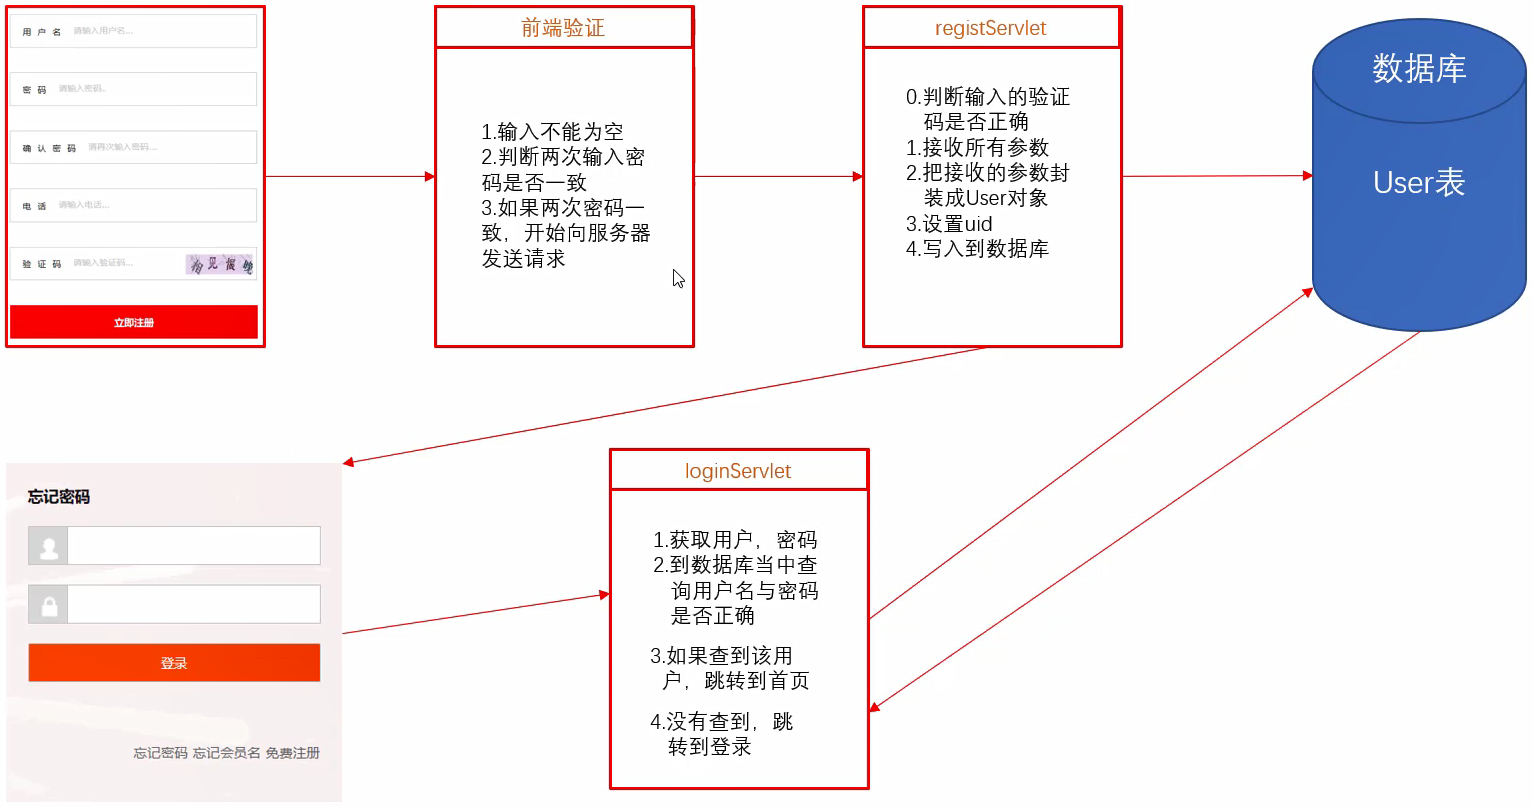 用 户 名 请输入用户名...
密 码 请输入密码..
确 认 密 码 请再次输入密码...
电 话 请输入电话...
验 证 码 请输入验证码...
立即注册
前端验证
1.输入不能为空
2.判断两次输入密
码是否一致
3.如果两次密码一
致，开始向服务器
发送请求
registServlet
0.判断输入的验证
码是否正确
1.接收所有参数
2.把接收的参数封
装成User对象
3.设置uid
4.写入到数据库
数据库
User表
忘记密码
登录
忘记密码 忘记会员名 免费注册
loginServlet
1.获取用户，密码
2.到数据库当中查
询用户名与密码
是否正确
3.如果查到该用
户，跳转到首页
4.没有查到，跳
转到登录